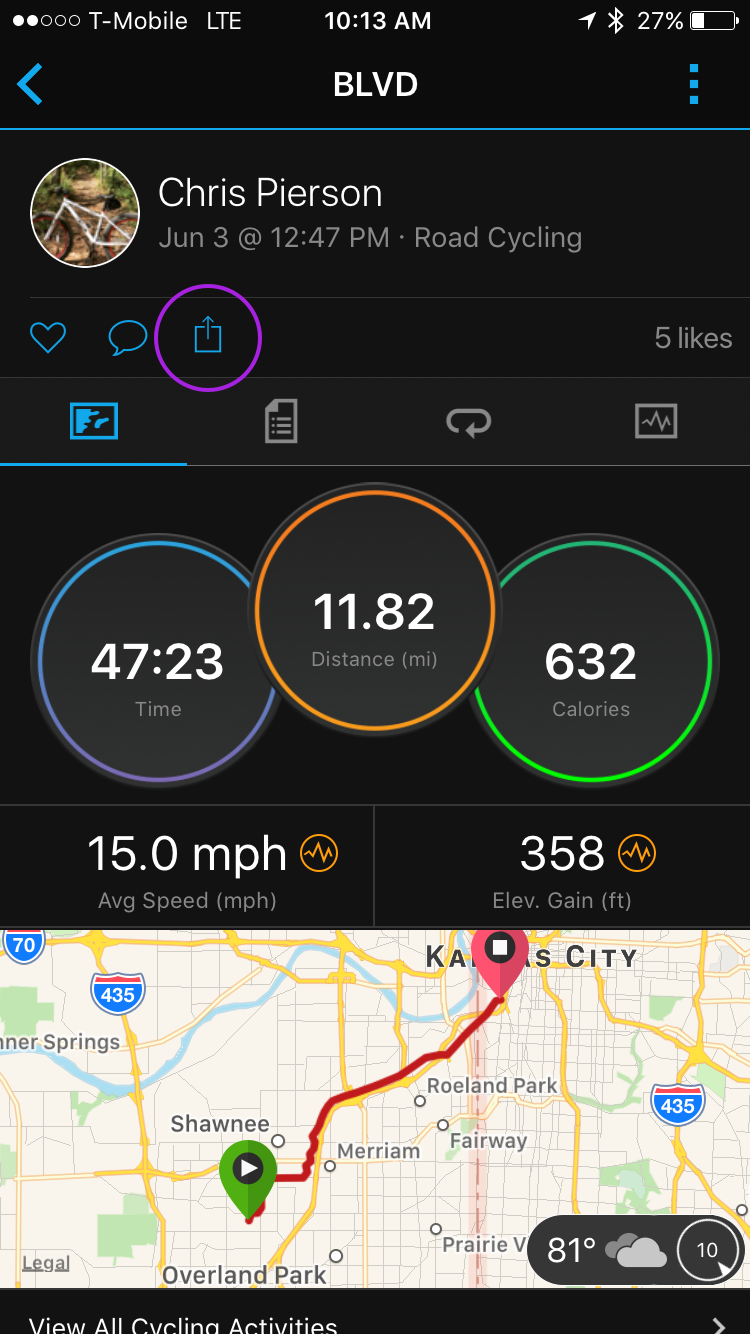 T-Mobile LTE 10:13 AM 27%
BLVD
Chris Pierson
Jun 3 @ 12:47 PM · Road Cycling
5 likes
11.82
Distance (mi)
47:23
Time
632
Calories
15.0 mph
Avg Speed (mph)
358
Elev. Gain (ft)
70
435
KA S CITY
nner Springs
Roeland Park
435
Shawnee
Fairway
Merriam
Prairie V
81°
10
Legal
Overland Park
View All Cycling Activities